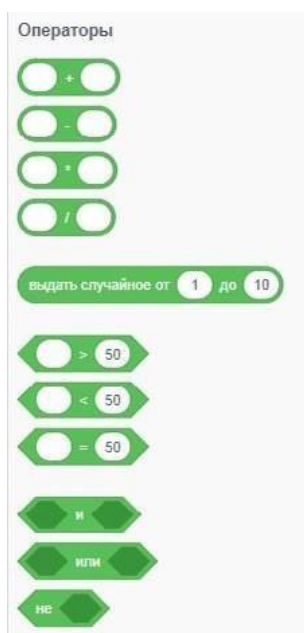 Операторы
+
-
*
/
выдать случайное от 1 до 10
> 50
< 50
= 50
и
или
не